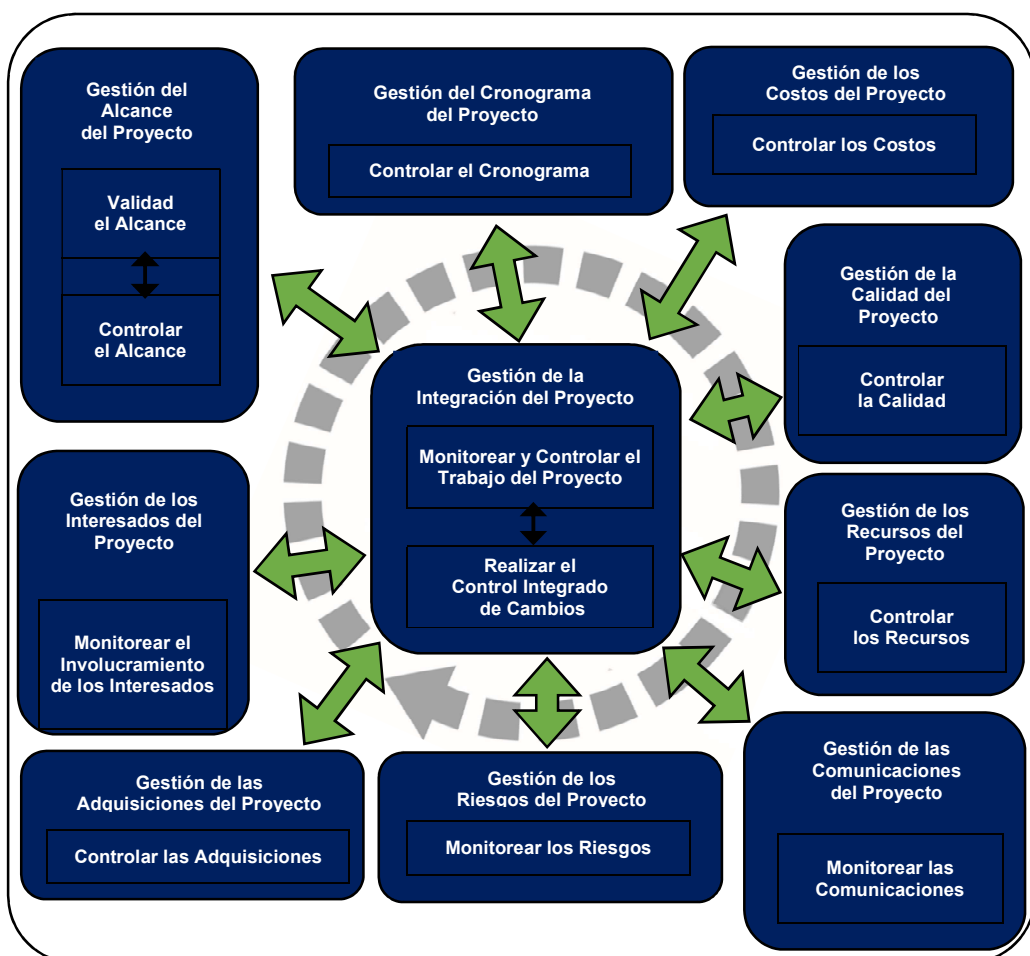 Gestión del
Alcance
del Proyecto
Validad
el Alcance
Controlar
el Alcance
Gestión del Cronograma
del Proyecto
Controlar el Cronograma
Gestión de los
Costos del Proyecto
Controlar los Costos
Gestión de la
Calidad del
Proyecto
Controlar
la Calidad
Gestión de la
Integración del Proyecto
Monitorear y Controlar el
Trabajo del Proyecto
Realizar el
Control Integrado
de Cambios
Gestión de los
Interesados del
Proyecto
Monitorear el
Involucramiento
de los Interesados
Gestión de los
Recursos del
Proyecto
Controlar
los Recursos
Gestión de las
Adquisiciones del Proyecto
Controlar las Adquisiciones
Gestión de los
Riesgos del Proyecto
Monitorear los Riesgos
Gestión de las
Comunicaciones
del Proyecto
Monitorear las
Comunicaciones